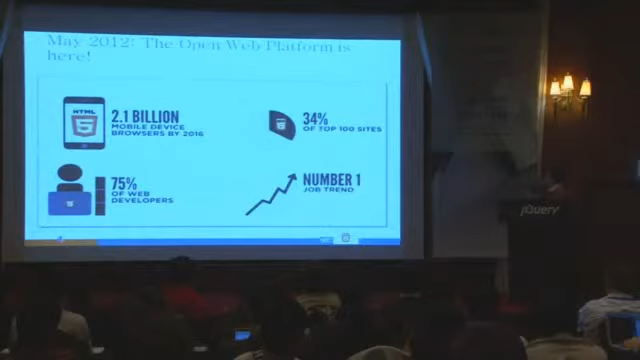 May 2012: The Open Web Platform is
here!
HTML
5
2.1 BILLION
MOBILE DEVICE
BROWSERS BY 2016
34%
OF TOP 100 SITES
75%
OF WEB
DEVELOPERS
NUMBER 1
JOB TREND
jQuery